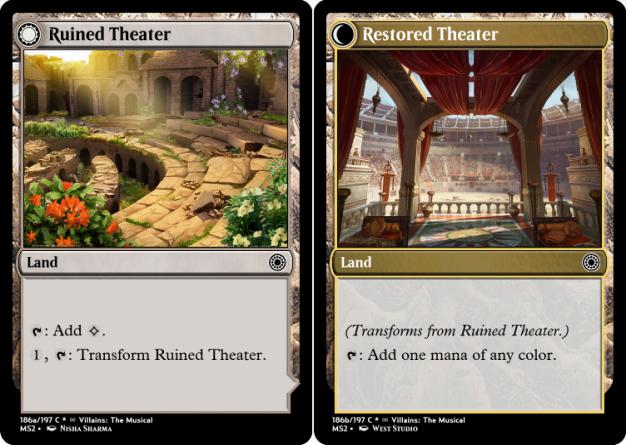 Ruined Theater
Land
: Add .
1 , : Transform Ruined Theater.
186a/197 C * Villains: The Musical
MS2 • Nisha Sharma
Restored Theater
Land
(Transforms from Ruined Theater.)
: Add one mana of any color.
186b/197 C * Villains: The Musical
MS2 • West Studio